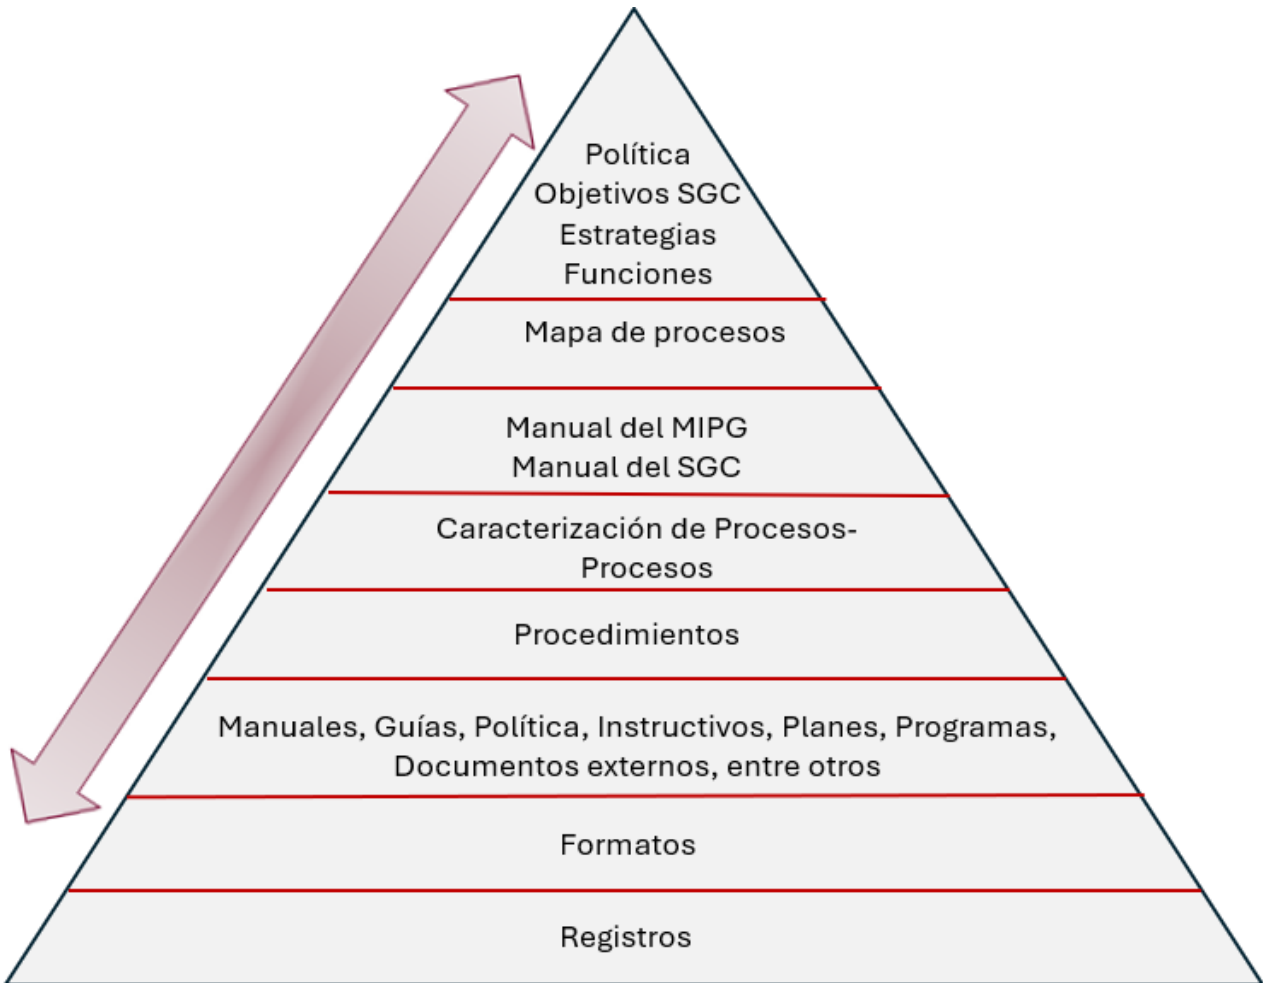 Política
Objetivos SGC
Estrategias
Funciones
Mapa de procesos
Manual del MIPG
Manual del SGC
Caracterización de Procesos-
Procesos
Procedimientos
Manuales, Guías, Política, Instructivos, Planes, Programas,
Documentos externos, entre otros
Formatos
Registros